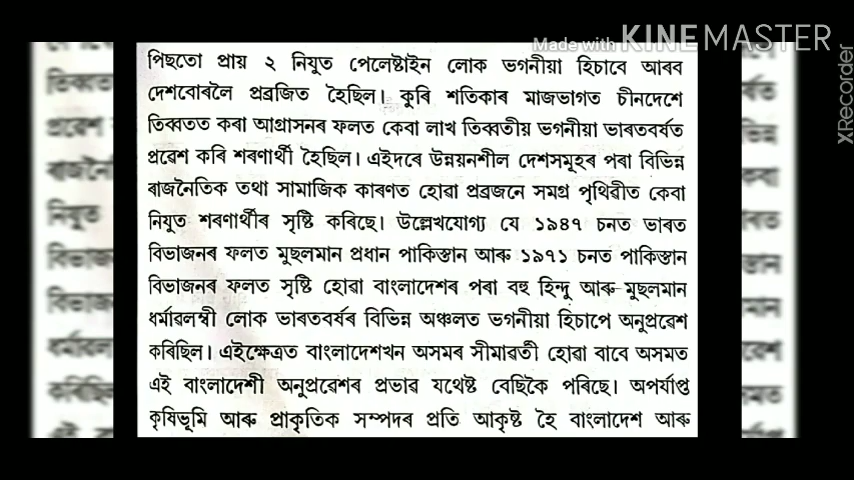 Made with KINEMASTER
XRecorder
পিছতো প্ৰায় ২ নিযুত পেলেষ্টাইন লোক ভগনীয়া হিচাবে আৰব
দেশবোৰলৈ প্ৰব্ৰজিত হৈছিল। কুৰি শতিকাৰ মাজভাগত চীনদেশে
তিব্বতত কৰা আগ্ৰাসনৰ ফলত কেবা লাখ তিব্বতীয় ভগনীয়া ভাৰতবৰ্ষত
প্ৰৱেশ কৰি শৰণাৰ্থী হৈছিল। এইদৰে উন্নয়নশীল দেশসমূহৰ পৰা বিভিন্ন
ৰাজনৈতিক তথা সামাজিক কাৰণত হোৱা প্ৰব্ৰজনে সমগ্ৰ পৃথিৱীত কেবা
নিযুত শৰণাৰ্থীৰ সৃষ্টি কৰিছে। উল্লেখযোগ্য যে ১৯৪৭ চনত ভাৰত
বিভাজনৰ ফলত মুছলমান প্ৰধান পাকিস্তান আৰু ১৯৭১ চনত পাকিস্তান
বিভাজনৰ ফলত সৃষ্টি হোৱা বাংলাদেশৰ পৰা বহু হিন্দু আৰু মুছলমান
ধৰ্মাৱলম্বী লোক ভাৰতবৰ্ষৰ বিভিন্ন অঞ্চলত ভগনীয়া হিচাপে অনুপ্ৰৱেশ
কৰিছিল। এইক্ষেত্ৰত বাংলাদেশখন অসমৰ সীমাৱৰ্তী হোৱা বাবে অসমত
এই বাংলাদেশী অনুপ্ৰৱেশৰ প্ৰভাৱ যথেষ্ট বেছিকৈ পৰিছে। অপৰ্যাপ্ত
কৃষিভূমি আৰু প্ৰাকৃতিক সম্পদৰ প্ৰতি আকৃষ্ট হৈ বাংলাদেশ আৰু